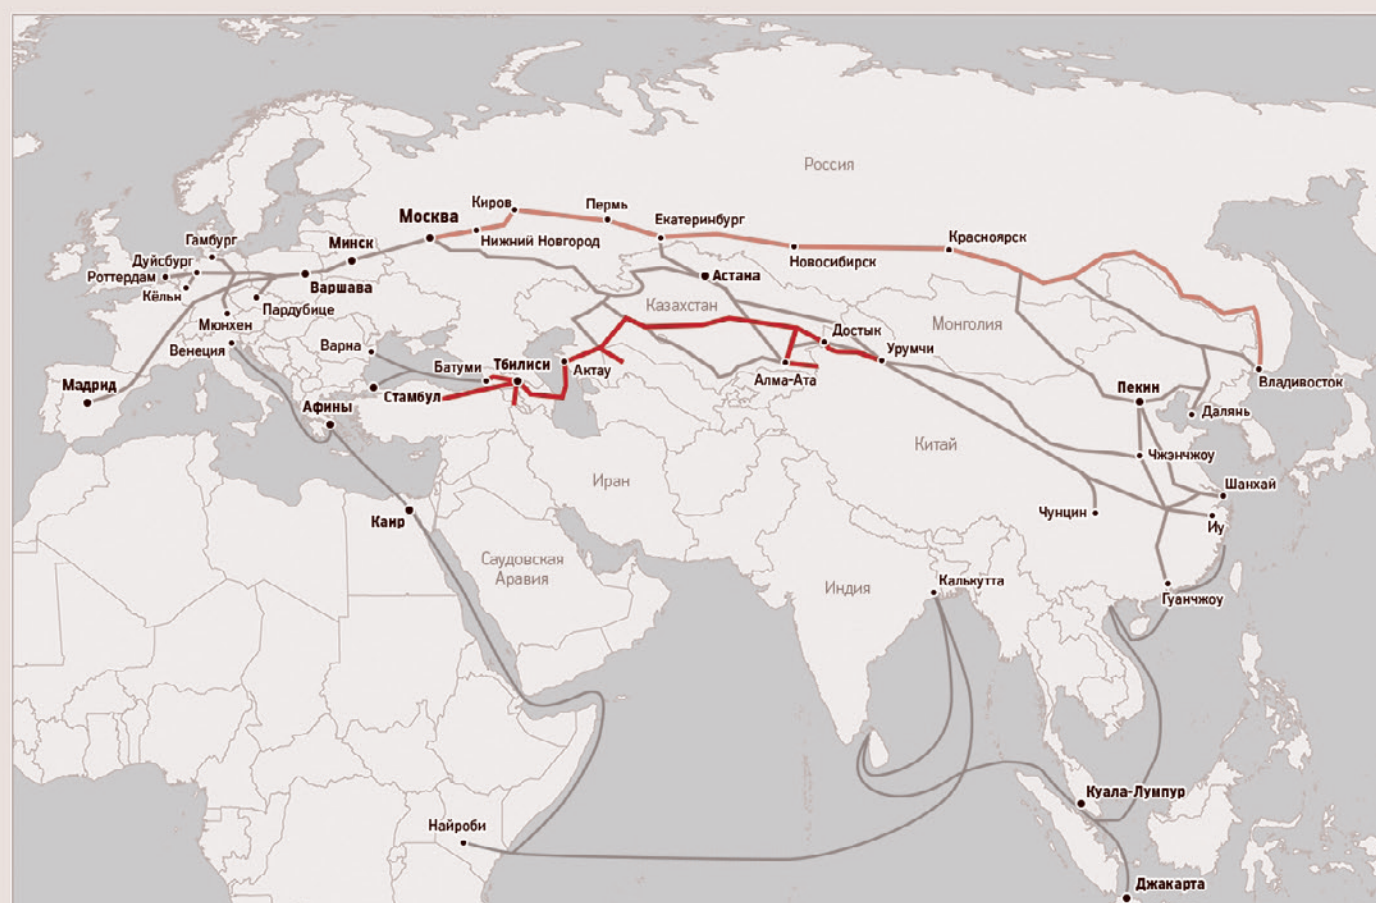 Россия
Киров
Пермь
Москва
Екатеринбург
Гамбург
Минск
Нижний Новгород
Красноярск
Дуйсбург
Новосибирск
Роттердам
Астана
Кёльн
Варшава
Пардубице
Казахстан
Мюнхен
Монголия
Достык
Варна
Венеция
Урумчи
Батуми
Тбилиси
Актау
Алма-Ата
Владивосток
Мадрид
Пекин
Стамбул
Афины
Далянь
Китай
Чжэнчжоу
Иран
Шанхай
Чунцин
Каир
Иу
Саудовская
Аравия
Калькутта
Индия
Гуанчжоу
Куала-Лумпур
Найроби
Джакарта